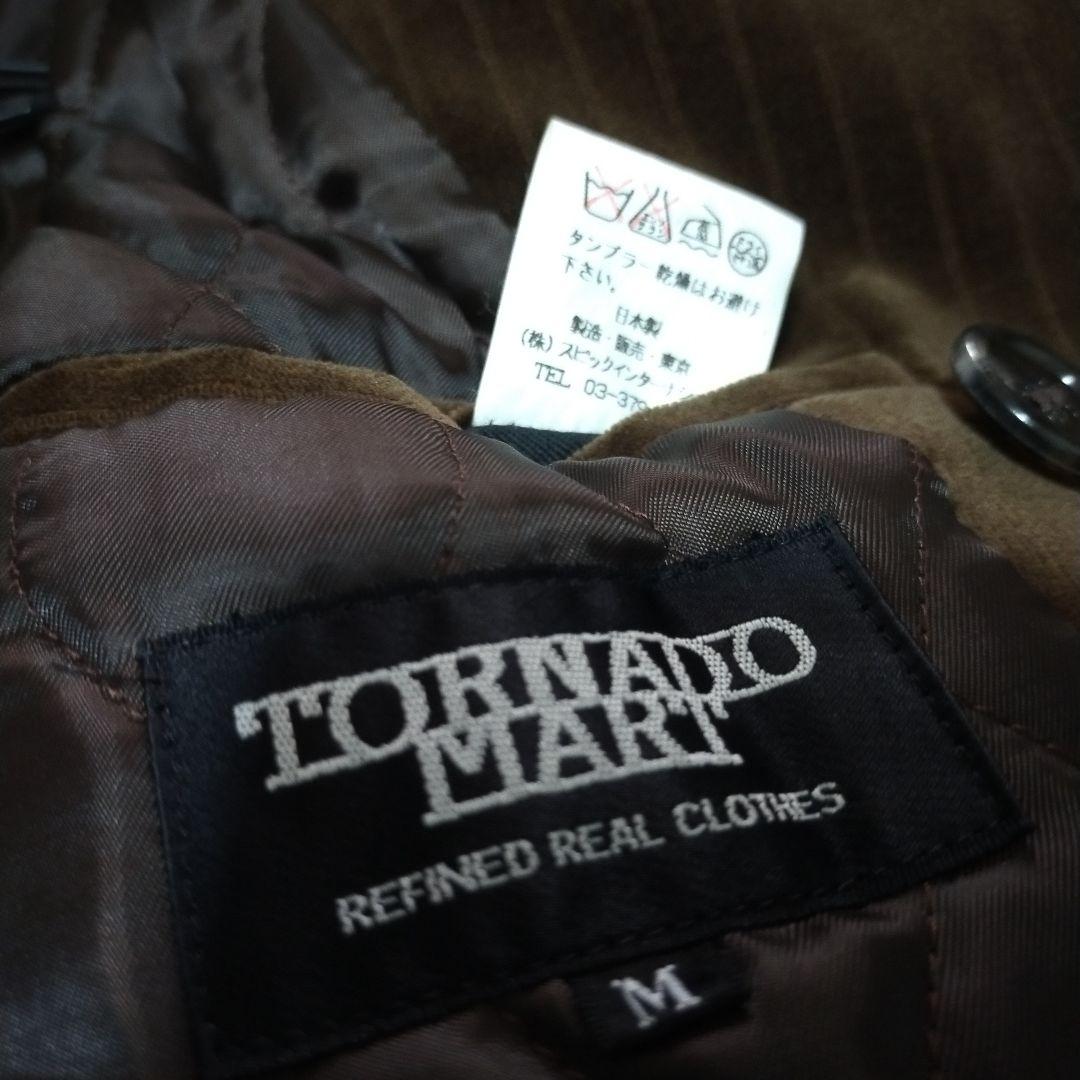 タンブラー乾燥はお避け
下さい。
日本製
製造・販売・東京
(株)スピックインターナ
TEL 03-379
TORNADO
MART
REFINED REAL CLOTHES
M